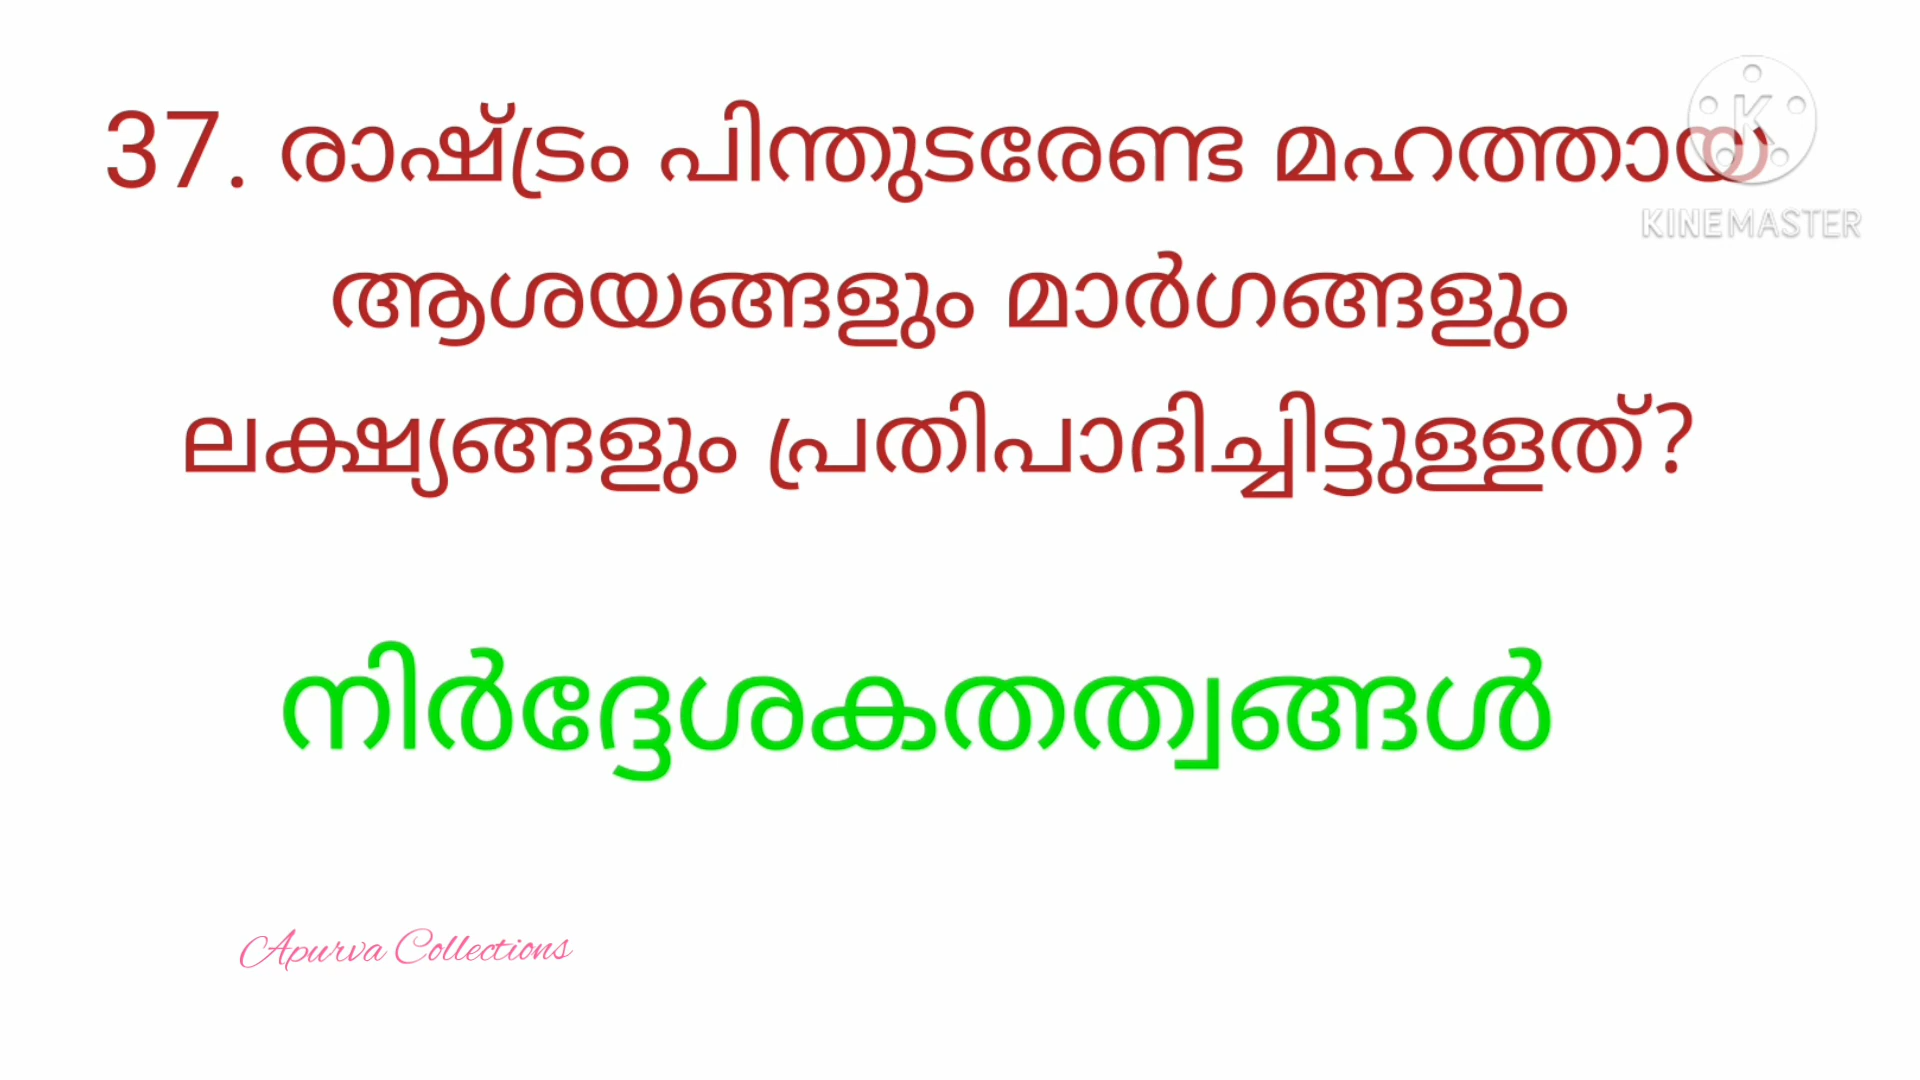 37. രാഷ്ട്രം പിന്തുടരേണ്ട മഹത്തായ
KINEMASTER
ആശയങ്ങളും മാർഗങ്ങളും
ലക്ഷ്യങ്ങളും പ്രതിപാദിച്ചിട്ടുള്ളത്?
നിർദ്ദേശകതത്വങ്ങൾ
Apurva Collections